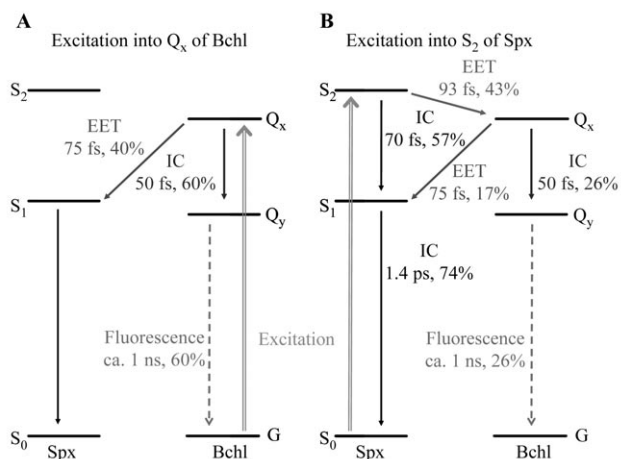 A
Excitation into Qx of Bchl
S2
Qx
EET
75 fs, 40%
IC
50 fs, 60%
S1
Qy
Fluorescence
ca. 1 ns, 60%
Excitation
S0
G
Spx
Bchl
B
Excitation into S2 of Spx
S2
EET
93 fs, 43%
Qx
IC
70 fs, 57%
IC
50 fs, 26%
EET
75 fs, 17%
S1
Qy
IC
1.4 ps, 74%
Fluorescence
ca. 1 ns, 26%
S0
G
Spx
Bchl